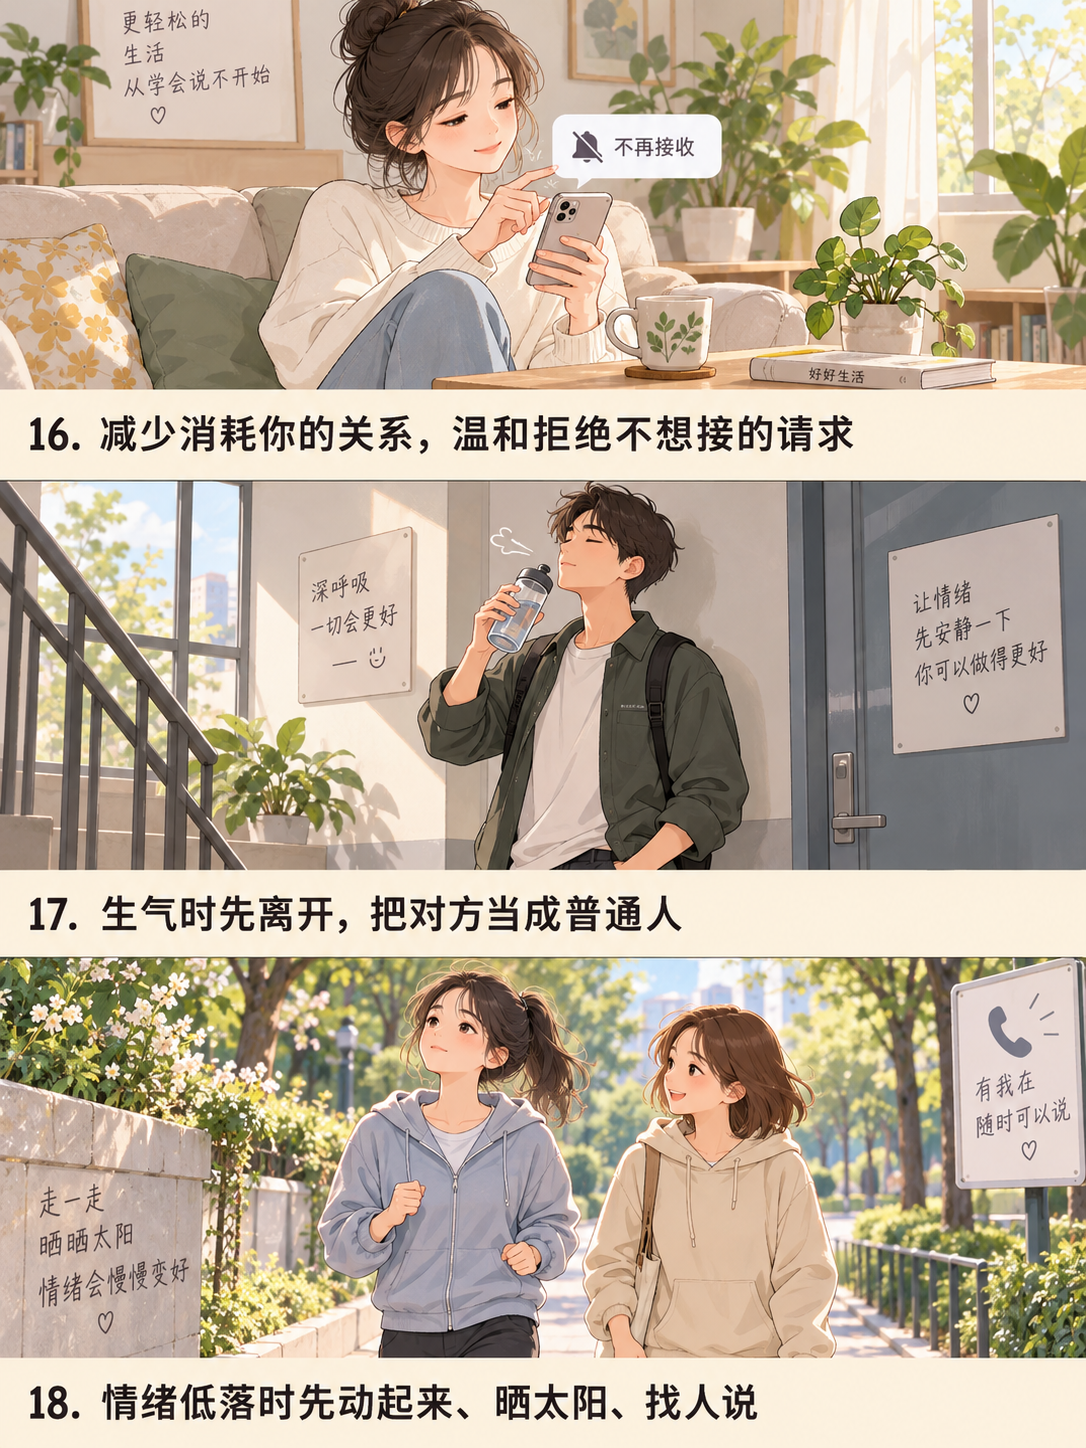 更轻松的
生活
从学会说不开始
♡
不再接收
好好生活
16. 减少消耗你的关系，温和拒绝不想接的请求
深呼吸
一切会更好
让情绪
先安静一下
你可以做得更好
♡
17. 生气时先离开，把对方当成普通人
有我在
随时可以说
♡
走一走
晒晒太阳
情绪会慢慢变好
♡
18. 情绪低落时先动起来、晒太阳、找人说